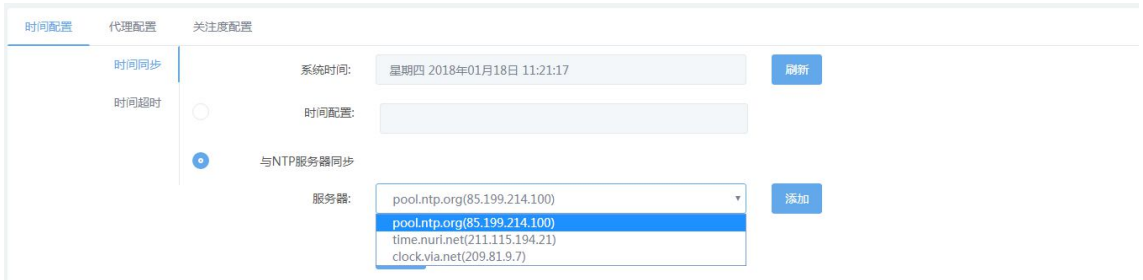 时间配置 代理配置 关注度配置
时间同步
系统时间: 星期四 2018年01月18日 11:21:17 刷新
时间超时
时间配置:
与NTP服务器同步
服务器: pool.ntp.org(85.199.214.100) 添加
pool.ntp.org(85.199.214.100)
time.nuri.net(211.115.194.21)
clock.via.net(209.81.9.7)